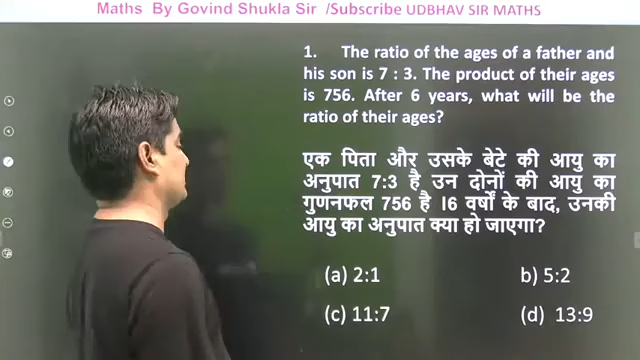 Maths By Govind Shukla Sir /Subscribe UDBHAV SIR MATHS
1. The ratio of the ages of a father and
his son is 7 : 3. The product of their ages
is 756. After 6 years, what will be the
ratio of their ages?
एक पिता और उसके बेटे की आयु का
अनुपात 7:3 है उन दोनों की आयु का
गुणनफल 756 है I6 वर्षों के बाद, उनकी
आयु का अनुपात क्या हो जाएगा?
(a) 2:1 b) 5:2
(c) 11:7 (d) 13:9